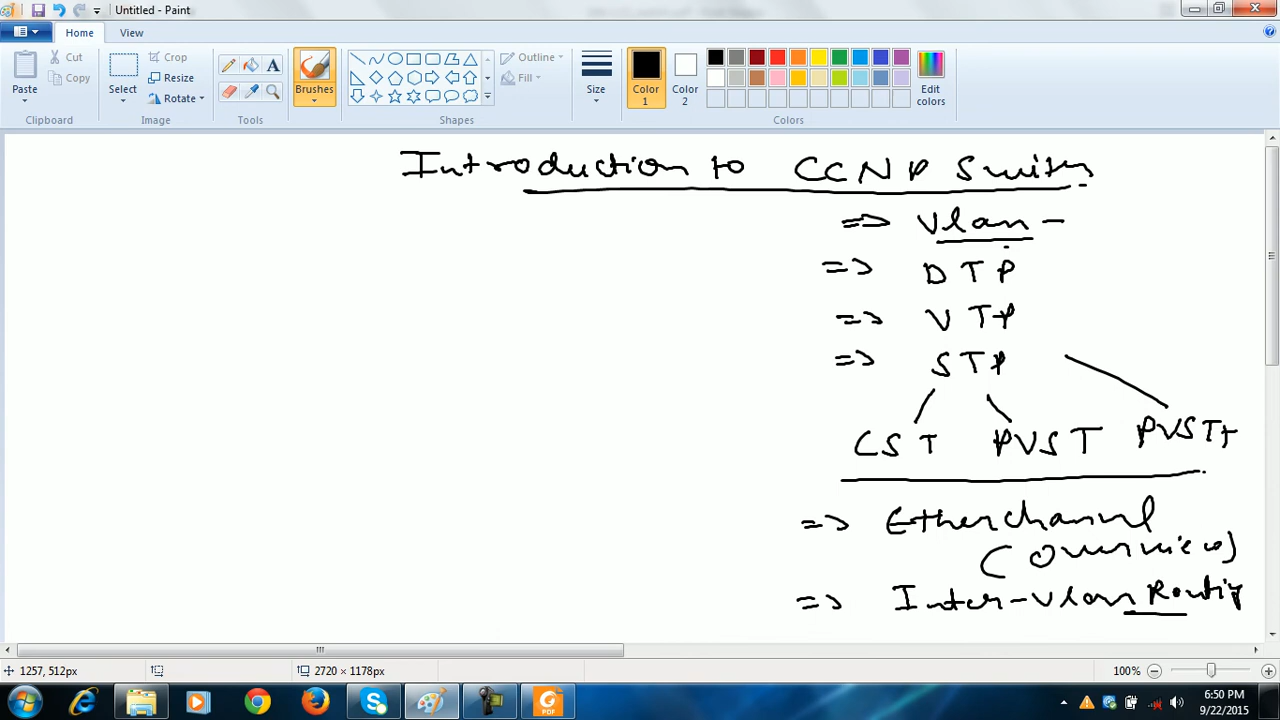 Untitled - Paint
Home View
Paste Cut Copy Clipboard
Select Crop Resize Rotate Image
Tools
Brushes
Shapes Outline Fill
Size
Color 1 Color 2 Edit colors Colors
Introduction to CCNP Switch
=> Vlan -
=> DTP
=> VTP
=> STP
CST PVST PVST+
=> Etherchannel
(Overview)
=> Inter-Vlan Routing
1257, 512px 2720 × 1178px 100%
PDF
6:50 PM
9/22/2015